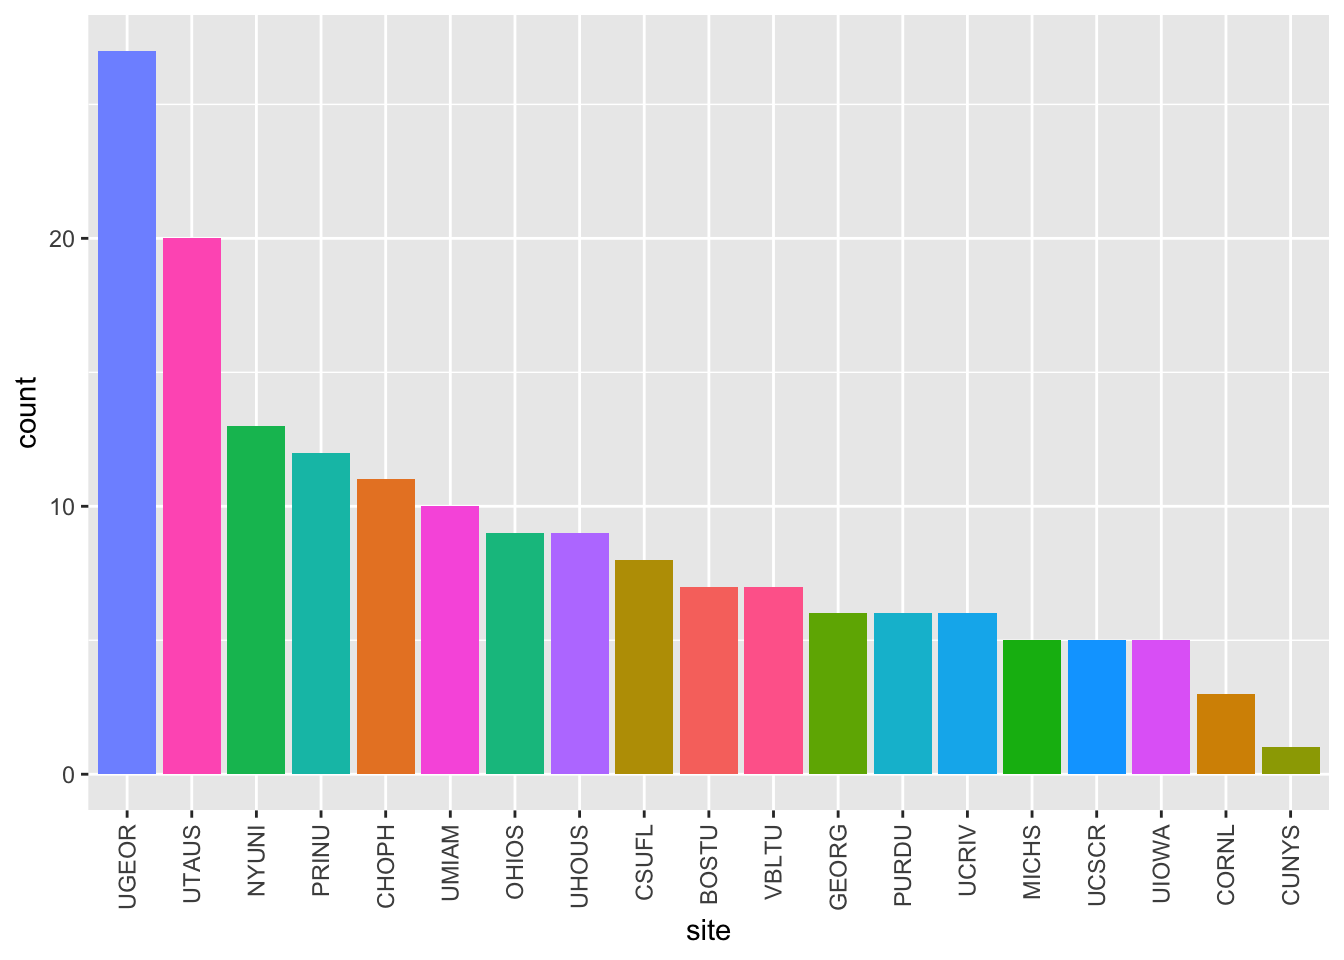 count
20
10
0
UGEOR
UTAUS
NYUNI
PRINU
CHOPH
UMIAM
OHIOS
UHOUS
CSUFL
BOSTU
VBLTU
GEORG
PURDU
UCRIV
MICHS
UCSCR
UIOWA
CORNL
CUNYS
site